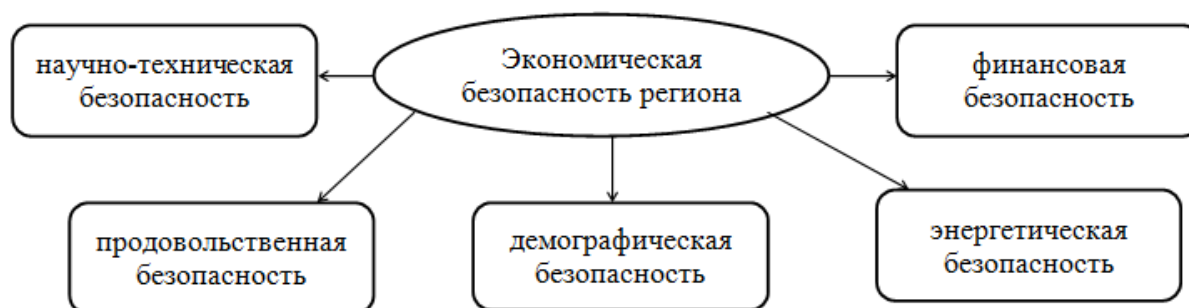 Экономическая
безопасность региона
научно-техническая
безопасность
финансовая
безопасность
продовольственная
безопасность
демографическая
безопасность
энергетическая
безопасность